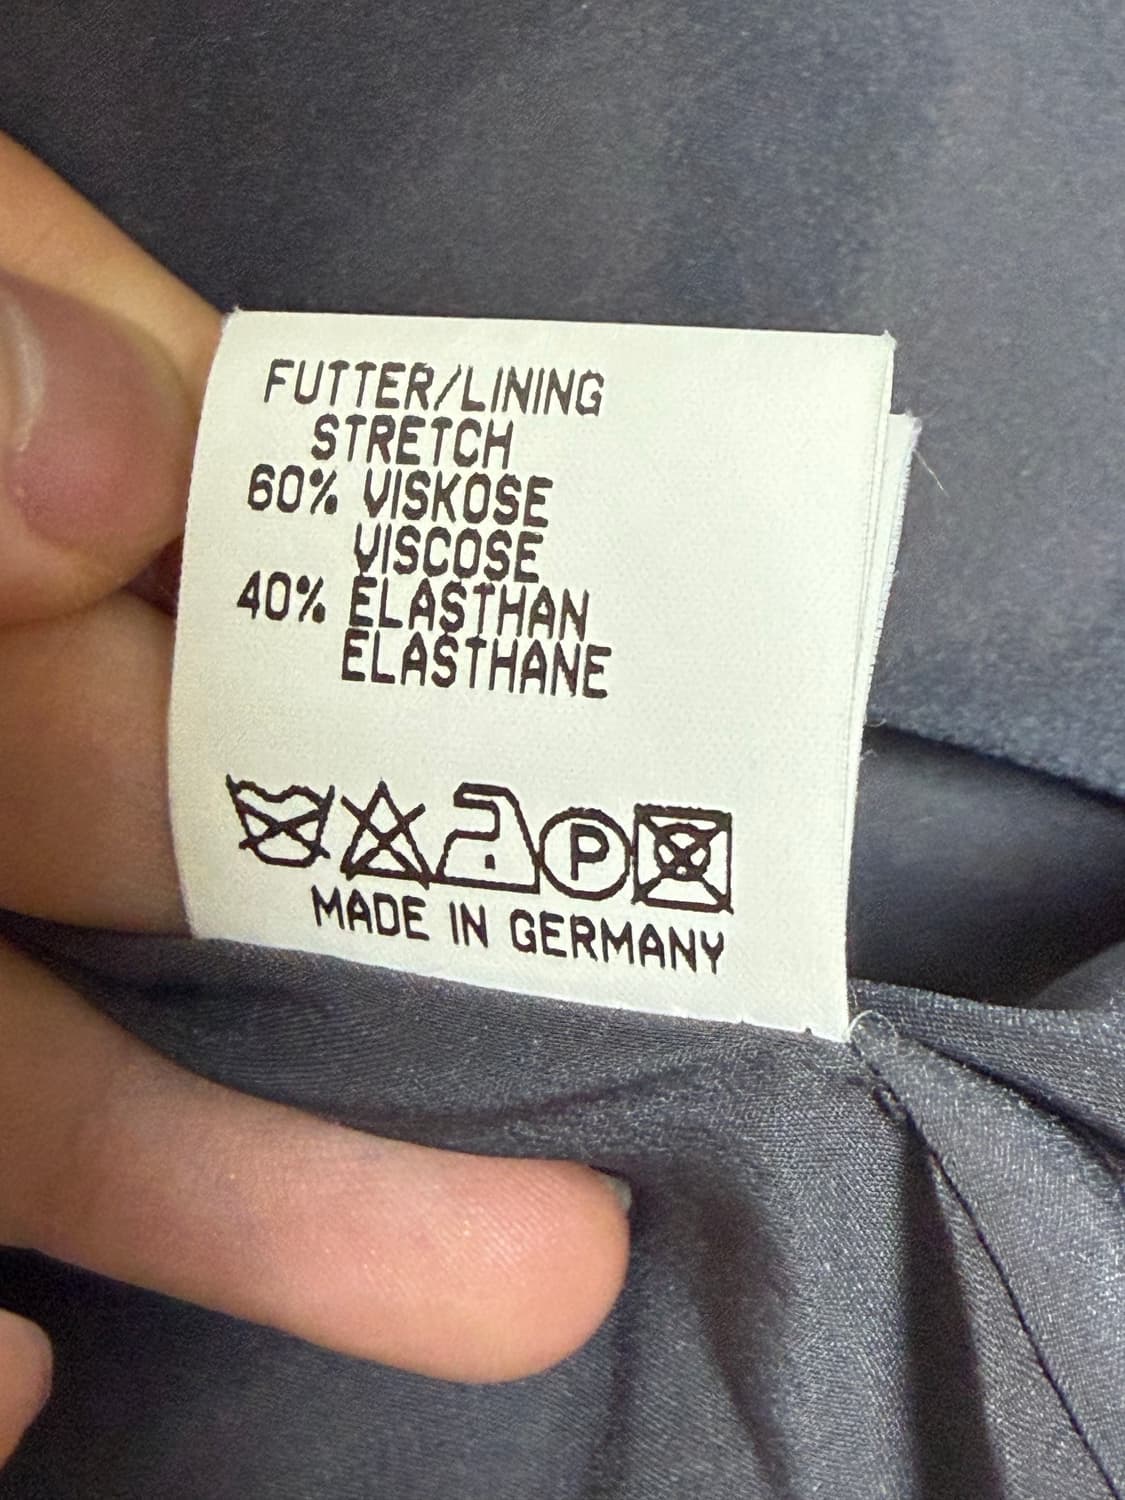 FUTTER/LINING
STRETCH
60% VISKOSE
VISCOSE
40% ELASTHAN
ELASTHANE
P
MADE IN GERMANY